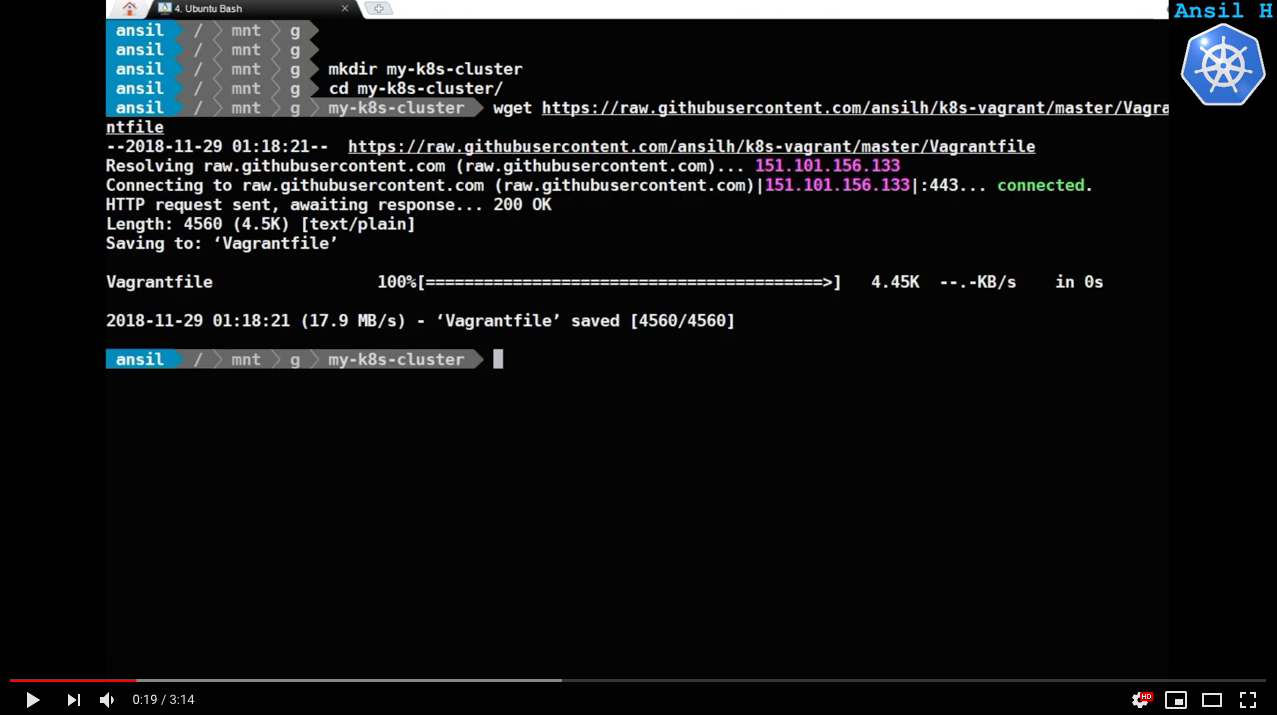 4. Ubuntu Bash
Ansil H
ansil / mnt g
ansil / mnt g
ansil / mnt g mkdir my-k8s-cluster
ansil / mnt g cd my-k8s-cluster/
ansil / mnt g my-k8s-cluster wget https://raw.githubusercontent.com/ansilh/k8s-vagrant/master/Vagra
ntfile
--2018-11-29 01:18:21-- https://raw.githubusercontent.com/ansilh/k8s-vagrant/master/Vagrantfile
Resolving raw.githubusercontent.com (raw.githubusercontent.com)... 151.101.156.133
Connecting to raw.githubusercontent.com (raw.githubusercontent.com)|151.101.156.133|:443... connected.
HTTP request sent, awaiting response... 200 OK
Length: 4560 (4.5K) [text/plain]
Saving to: ‘Vagrantfile’
Vagrantfile 100%[=========================================>] 4.45K --.-KB/s in 0s
2018-11-29 01:18:21 (17.9 MB/s) - ‘Vagrantfile’ saved [4560/4560]
ansil / mnt g my-k8s-cluster
0:19 / 3:14
HD